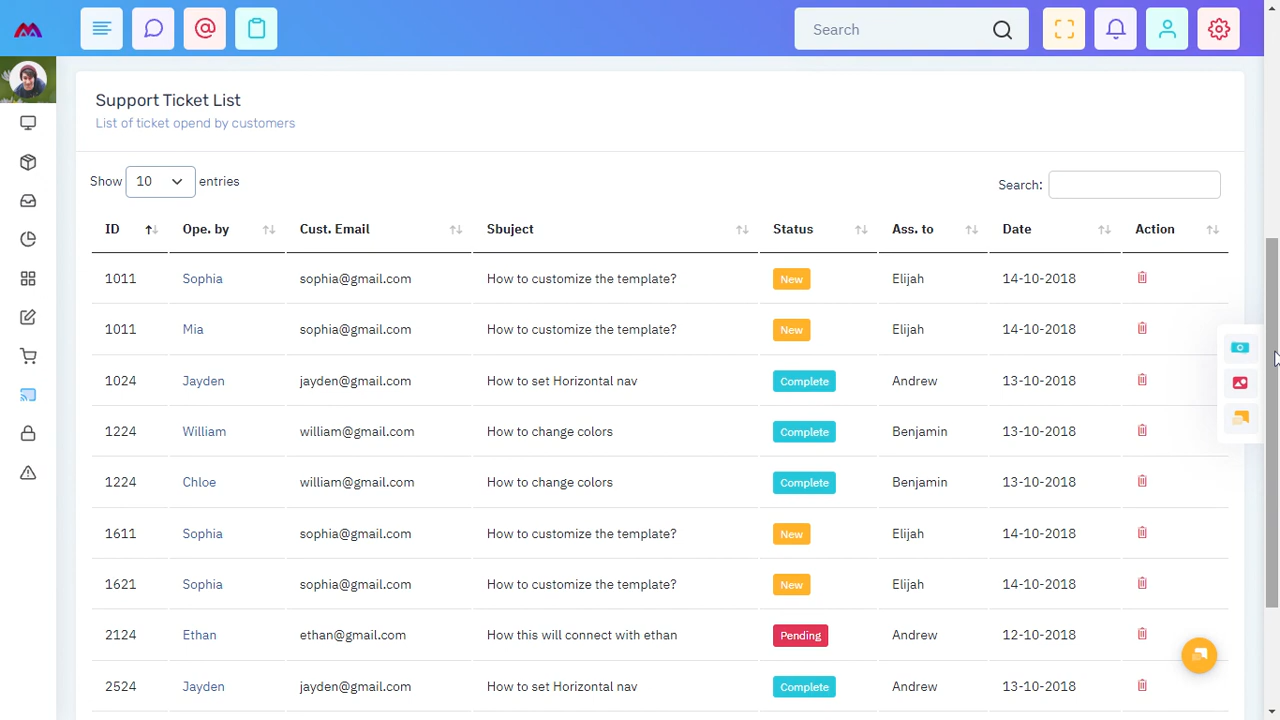 Search
Support Ticket List
List of ticket opend by customers
Show 10 entries
Search:
ID Ope. by Cust. Email Sbuject Status Ass. to Date Action
1011 Sophia sophia@gmail.com How to customize the template? New Elijah 14-10-2018
1011 Mia sophia@gmail.com How to customize the template? New Elijah 14-10-2018
1024 Jayden jayden@gmail.com How to set Horizontal nav Complete Andrew 13-10-2018
1224 William william@gmail.com How to change colors Complete Benjamin 13-10-2018
1224 Chloe william@gmail.com How to change colors Complete Benjamin 13-10-2018
1611 Sophia sophia@gmail.com How to customize the template? New Elijah 14-10-2018
1621 Sophia sophia@gmail.com How to customize the template? New Elijah 14-10-2018
2124 Ethan ethan@gmail.com How this will connect with ethan Pending Andrew 12-10-2018
2524 Jayden jayden@gmail.com How to set Horizontal nav Complete Andrew 13-10-2018